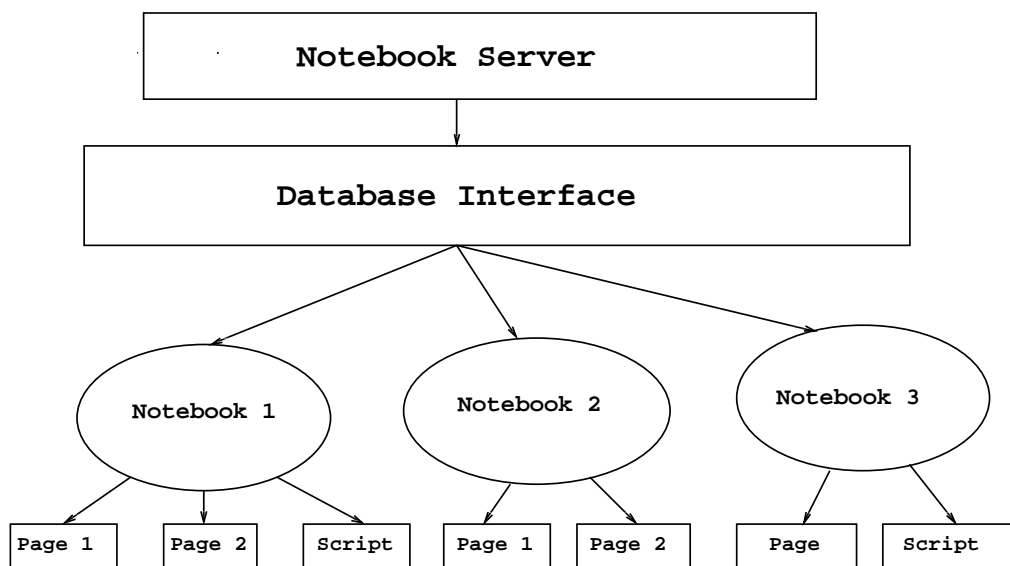 Notebook Server
Database Interface
Notebook 1
Notebook 2
Notebook 3
Page 1
Page 2
Script
Page 1
Page 2
Page
Script